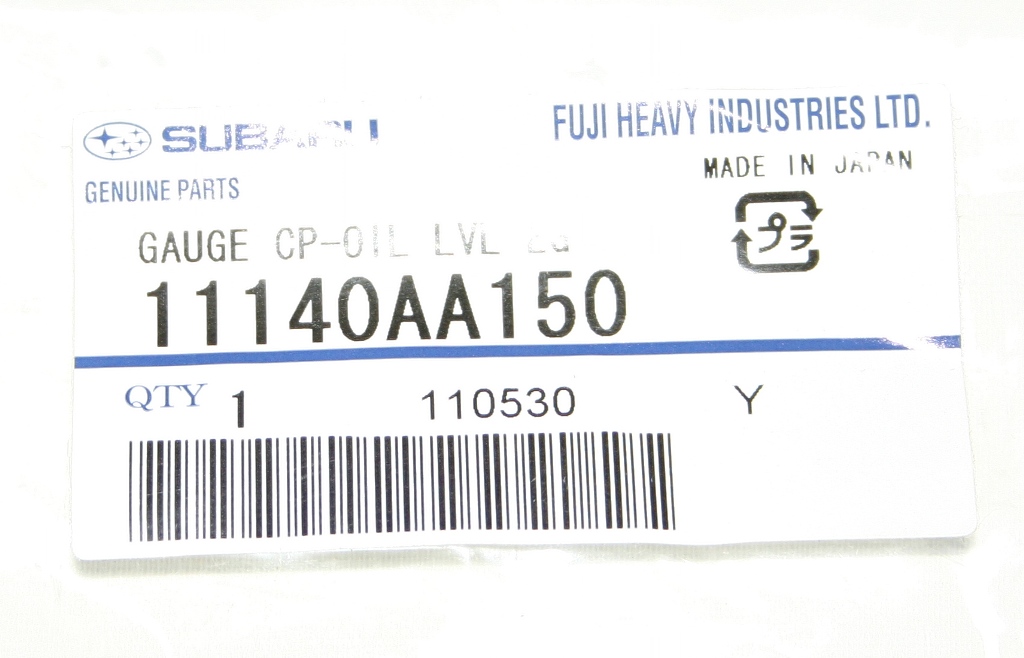 SUBARU
FUJI HEAVY INDUSTRIES LTD.
MADE IN JAPAN
GENUINE PARTS
プラ
GAUGE CP-OIL LVL
11140AA150
QTY 1 110530 Y